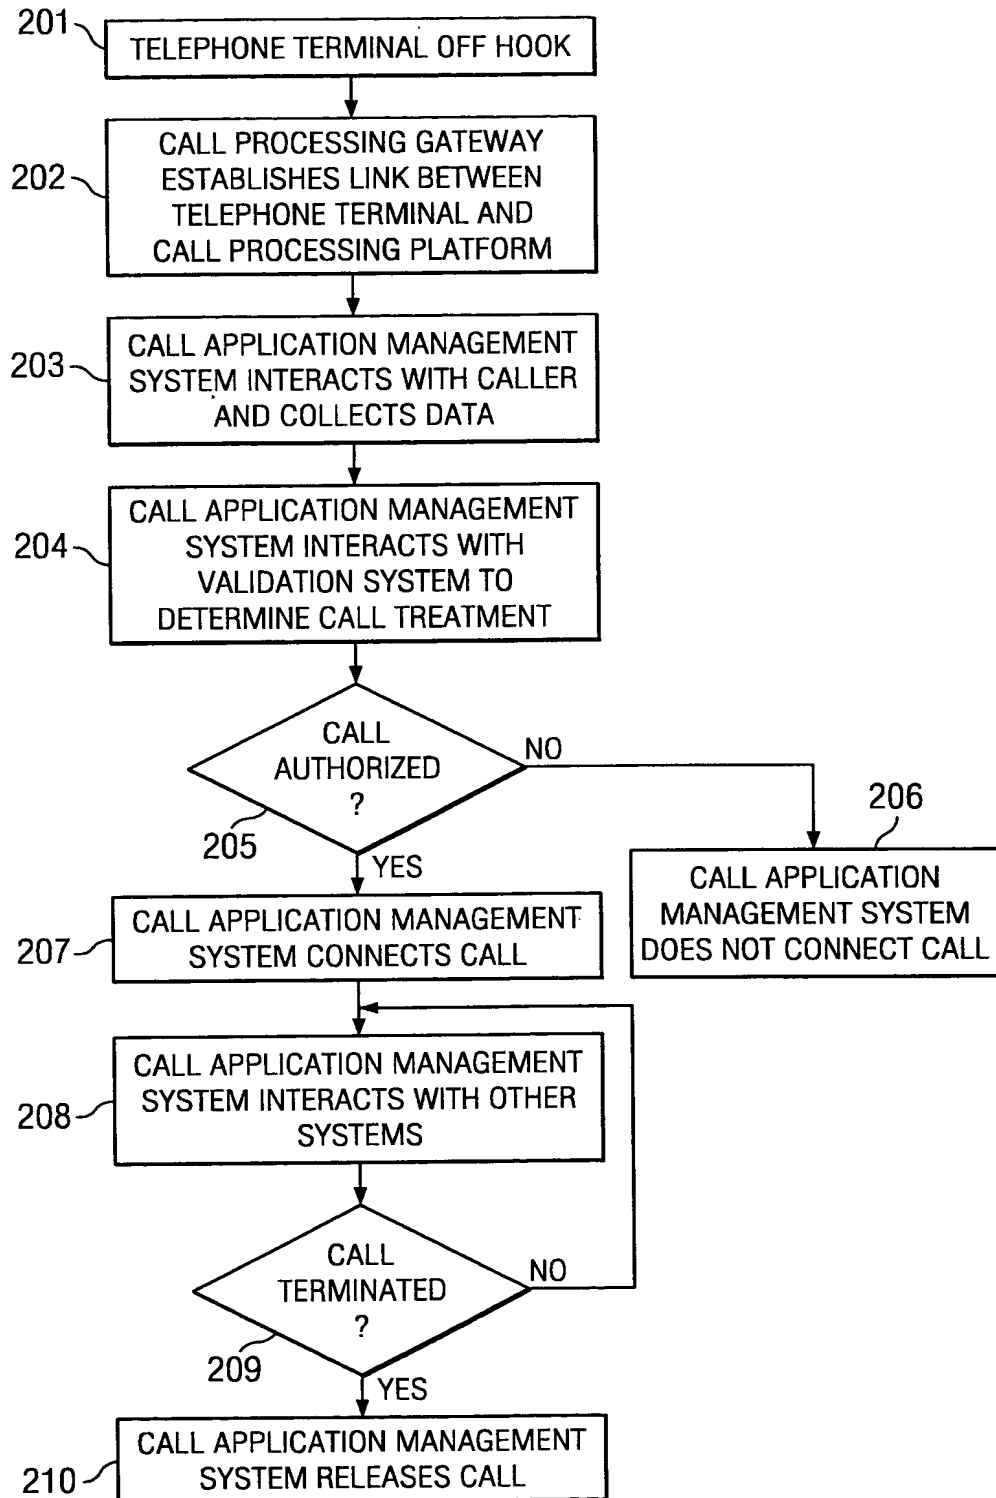 201
TELEPHONE TERMINAL OFF HOOK
202
CALL PROCESSING GATEWAY
ESTABLISHES LINK BETWEEN
TELEPHONE TERMINAL AND
CALL PROCESSING PLATFORM
203
CALL APPLICATION MANAGEMENT
SYSTEM INTERACTS WITH CALLER
AND COLLECTS DATA
204
CALL APPLICATION MANAGEMENT
SYSTEM INTERACTS WITH
VALIDATION SYSTEM TO
DETERMINE CALL TREATMENT
CALL
AUTHORIZED
?
205
NO
YES
206
CALL APPLICATION
MANAGEMENT SYSTEM
DOES NOT CONNECT CALL
207
CALL APPLICATION MANAGEMENT
SYSTEM CONNECTS CALL
208
CALL APPLICATION MANAGEMENT
SYSTEM INTERACTS WITH OTHER
SYSTEMS
CALL
TERMINATED
?
209
NO
YES
210
CALL APPLICATION MANAGEMENT
SYSTEM RELEASES CALL